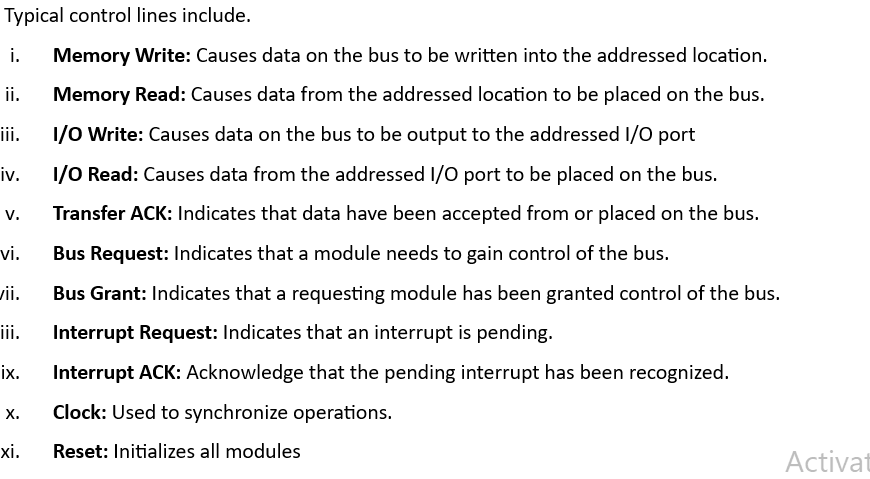 Typical control lines include.
i. Memory Write: Causes data on the bus to be written into the addressed location.
ii. Memory Read: Causes data from the addressed location to be placed on the bus.
iii. I/O Write: Causes data on the bus to be output to the addressed I/O port
iv. I/O Read: Causes data from the addressed I/O port to be placed on the bus.
v. Transfer ACK: Indicates that data have been accepted from or placed on the bus.
vi. Bus Request: Indicates that a module needs to gain control of the bus.
vii. Bus Grant: Indicates that a requesting module has been granted control of the bus.
iii. Interrupt Request: Indicates that an interrupt is pending.
ix. Interrupt ACK: Acknowledge that the pending interrupt has been recognized.
x. Clock: Used to synchronize operations.
xi. Reset: Initializes all modules
Activat